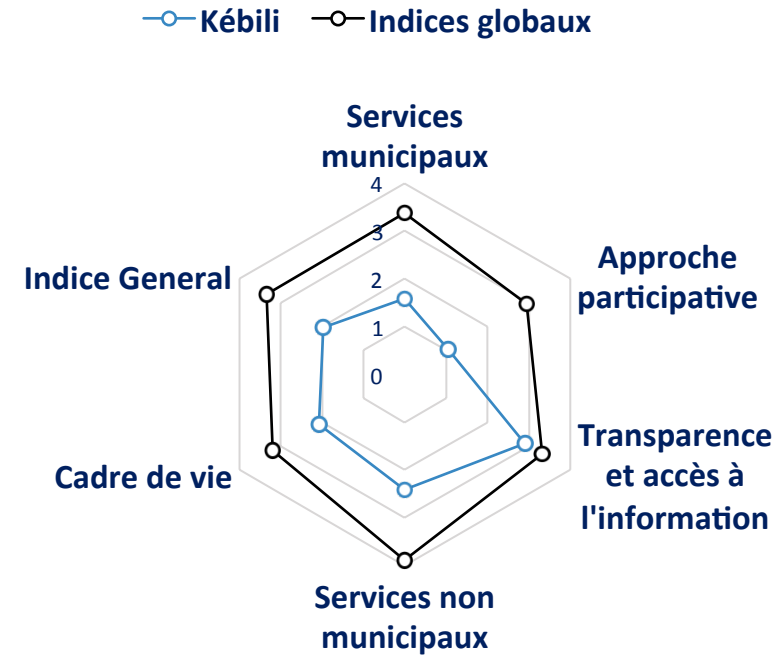 Kébili Indices globaux
Services
municipaux
4
3
2
1
0
Approche
participative
Transparence
et accès à
l'information
Services non
municipaux
Cadre de vie
Indice General